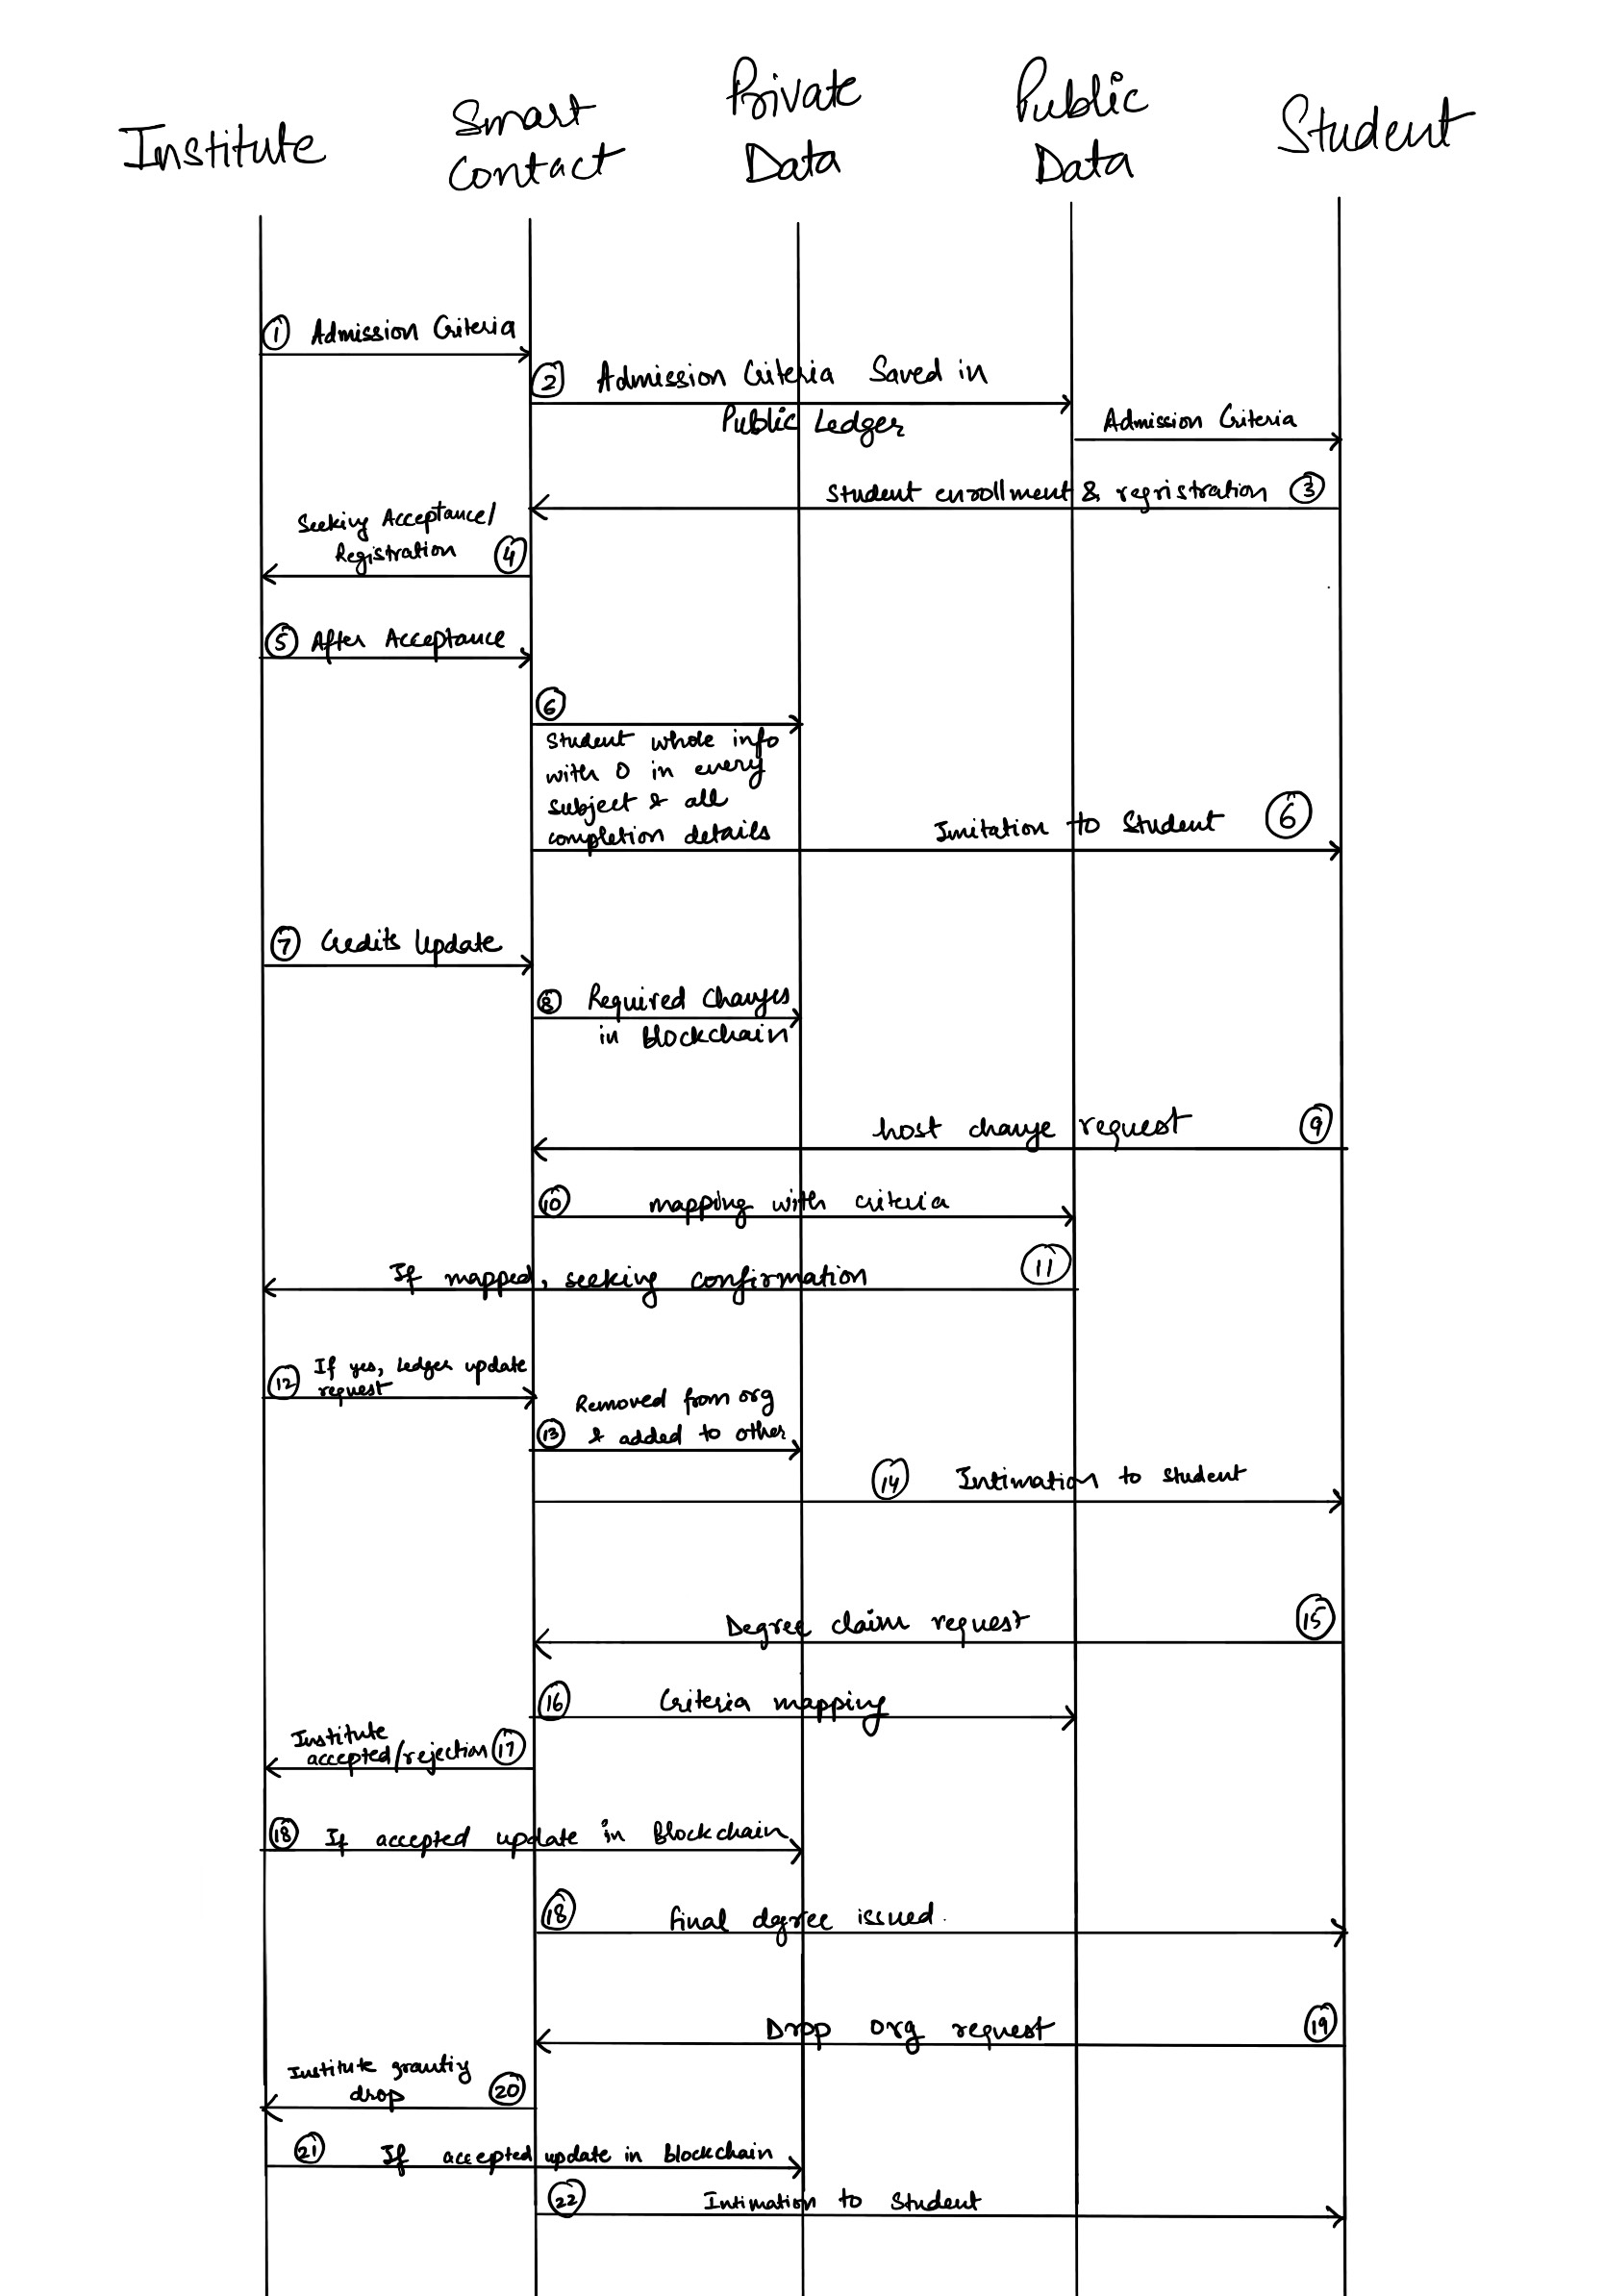 Institute
Smart
Contact
Private
Data
Public
Data
Student
① Admission Criteria
② Admission Criteria Saved in
Public Ledger
Admission Criteria
Student enrollment & regristration ③
Seeking Acceptance/
Registration ④
⑤ After Acceptance
⑥
Student whole info
with 0 in every
subject & all
completion details
Imitation to Student ⑥
⑦ Credits Update
⑧ Required Changes
in Blockchain
host change request ⑨
⑩ mapping with criteria
If mapped, seeking confirmation ⑪
⑫ If yes, Ledger update
request
Removed from org
⑬ & added to other
⑭ Intimation to student
Degree claim request ⑮
⑯ Criteria mapping
Institute
accepted/rejection ⑰
⑱ If accepted update in Blockchain
⑱ final degree issued.
Drop org request ⑲
Institute grantiy
drop ⑳
㉑ If accepted update in blockchain
㉒ Intimation to Student